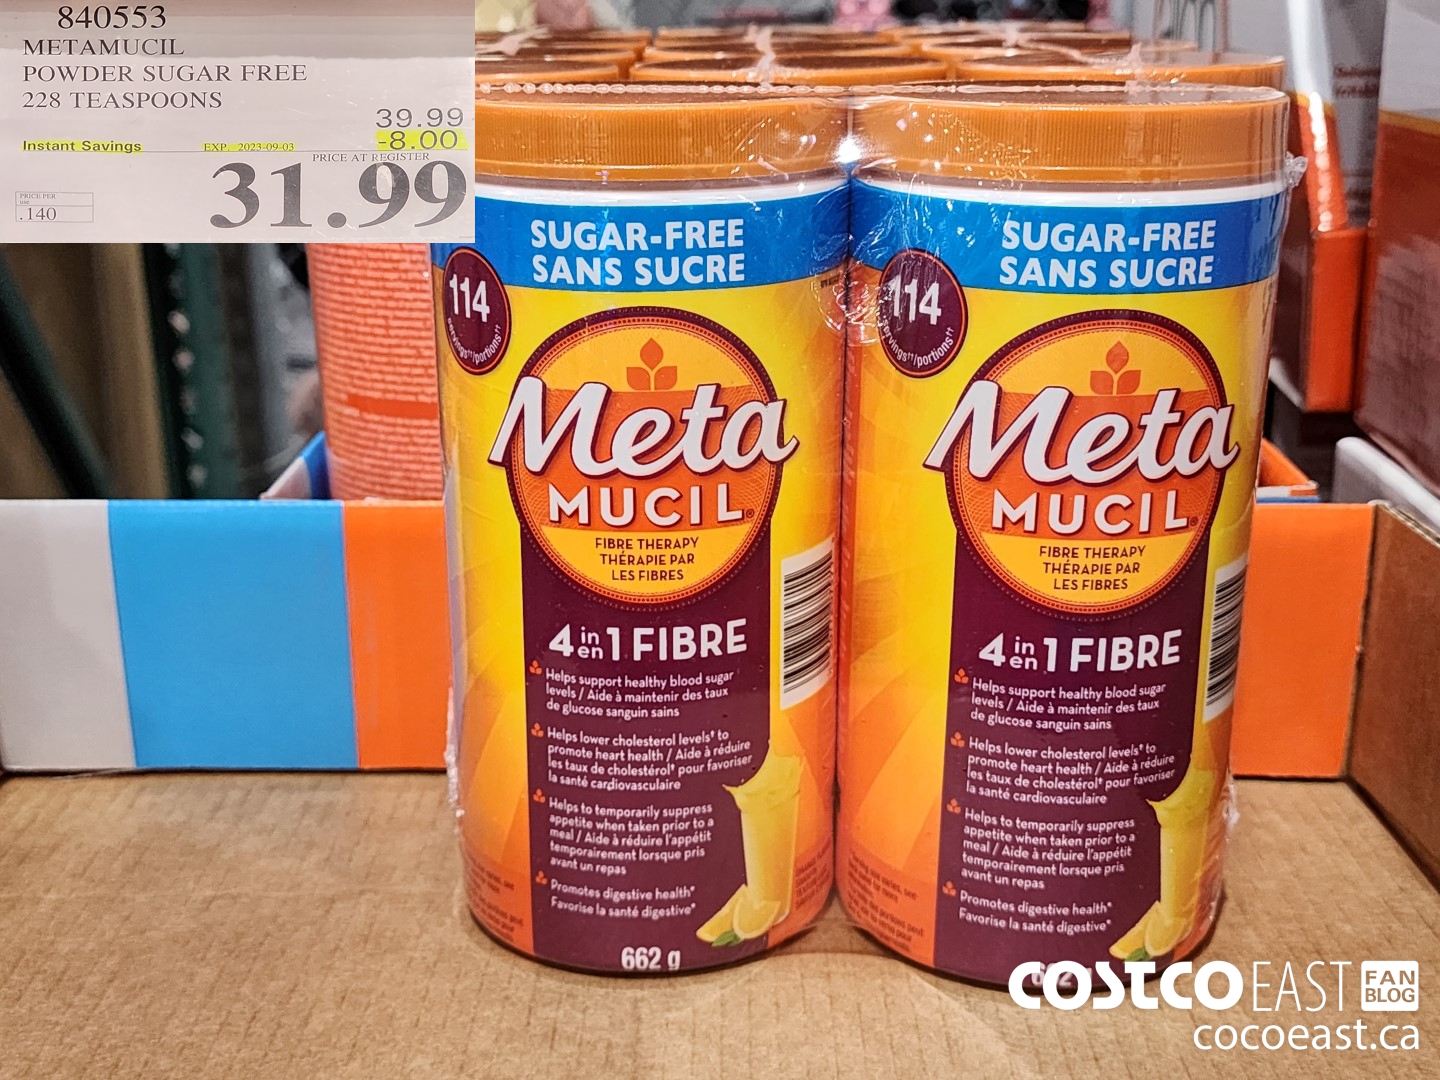 840553
METAMUCIL
POWDER SUGAR FREE
228 TEASPOONS
39.99
Instant Savings EXP. 2023-09-03 -8.00
PRICE AT REGISTER
31.99
PRICE PER
.140
SUGAR-FREE
SANS SUCRE
114
servings††/portions††
Meta
MUCIL®
FIBRE THERAPY
THÉRAPIE PAR
LES FIBRES
4 in en 1 FIBRE
Helps support healthy blood sugar
levels / Aide à maintenir des taux
de glucose sanguin sains
Helps lower cholesterol levels† to
promote heart health / Aide à réduire
les taux de cholestérol† pour favoriser
la santé cardiovasculaire
Helps to temporarily suppress
appetite when taken prior to a
meal / Aide à réduire l'appétit
temporairement lorsque pris
avant un repas
Promotes digestive health*
Favorise la santé digestive*
662 g
SUGAR-FREE
SANS SUCRE
114
servings††/portions††
Meta
MUCIL®
FIBRE THERAPY
THÉRAPIE PAR
LES FIBRES
4 in en 1 FIBRE
Helps support healthy blood sugar
levels / Aide à maintenir des taux
de glucose sanguin sains
Helps lower cholesterol levels† to
promote heart health / Aide à réduire
les taux de cholestérol† pour favoriser
la santé cardiovasculaire
Helps to temporarily suppress
appetite when taken prior to a
meal / Aide à réduire l'appétit
temporairement lorsque pris
avant un repas
Promotes digestive health*
Favorise la santé digestive*
COSTCO EAST FAN BLOG
cocoeast.ca